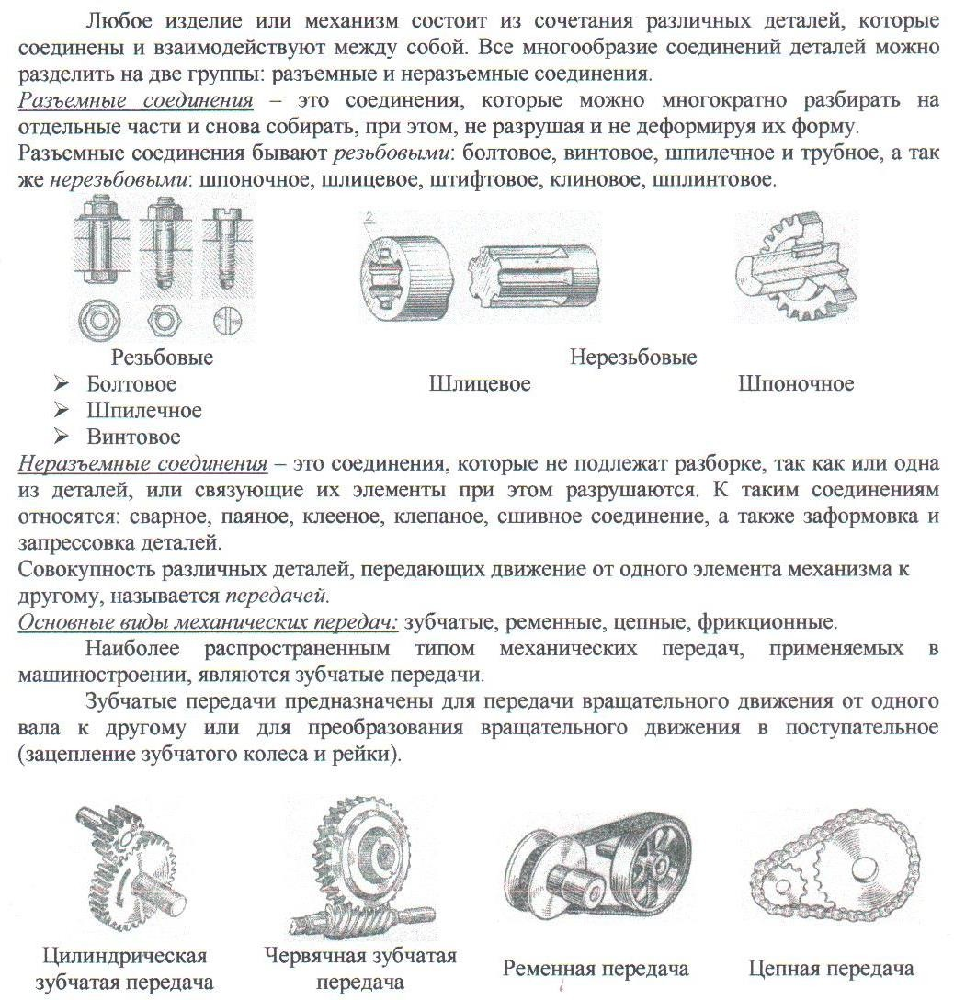 Любое изделие или механизм состоит из сочетания различных деталей, которые
соединены и взаимодействуют между собой. Все многообразие соединений деталей можно
разделить на две группы: разъемные и неразъемные соединения.
Разъемные соединения – это соединения, которые можно многократно разбирать на
отдельные части и снова собирать, при этом, не разрушая и не деформируя их форму.
Разъемные соединения бывают резьбовыми: болтовое, винтовое, шпилечное и трубное, а так
же нерезьбовыми: шпоночное, шлицевое, штифтовое, клиновое, шплинтовое.
2
Резьбовые Нерезьбовые
➢ Болтовое Шлицевое Шпоночное
➢ Шпилечное
➢ Винтовое
Неразъемные соединения – это соединения, которые не подлежат разборке, так как или одна
из деталей, или связующие их элементы при этом разрушаются. К таким соединениям
относятся: сварное, паяное, клееное, клепаное, сшивное соединение, а также заформовка и
запрессовка деталей.
Совокупность различных деталей, передающих движение от одного элемента механизма к
другому, называется передачей.
Основные виды механических передач: зубчатые, ременные, цепные, фрикционные.
Наиболее распространенным типом механических передач, применяемых в
машиностроении, являются зубчатые передачи.
Зубчатые передачи предназначены для передачи вращательного движения от одного
вала к другому или для преобразования вращательного движения в поступательное
(зацепление зубчатого колеса и рейки).
Цилиндрическая
зубчатая передача
Червячная зубчатая
передача
Ременная передача
Цепная передача